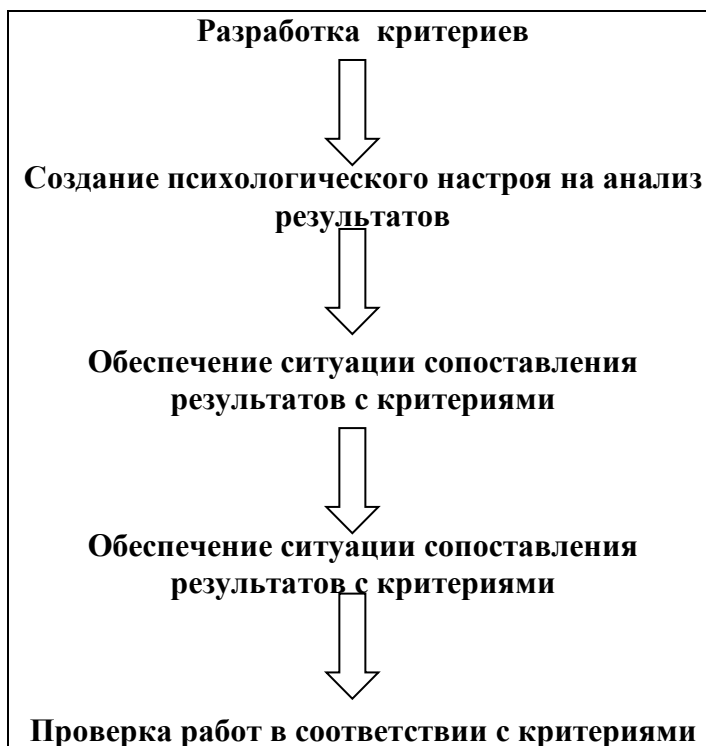 Разработка критериев
Создание психологического настроя на анализ
результатов
Обеспечение ситуации сопоставления
результатов с критериями
Обеспечение ситуации сопоставления
результатов с критериями
Проверка работ в соответствии с критериями